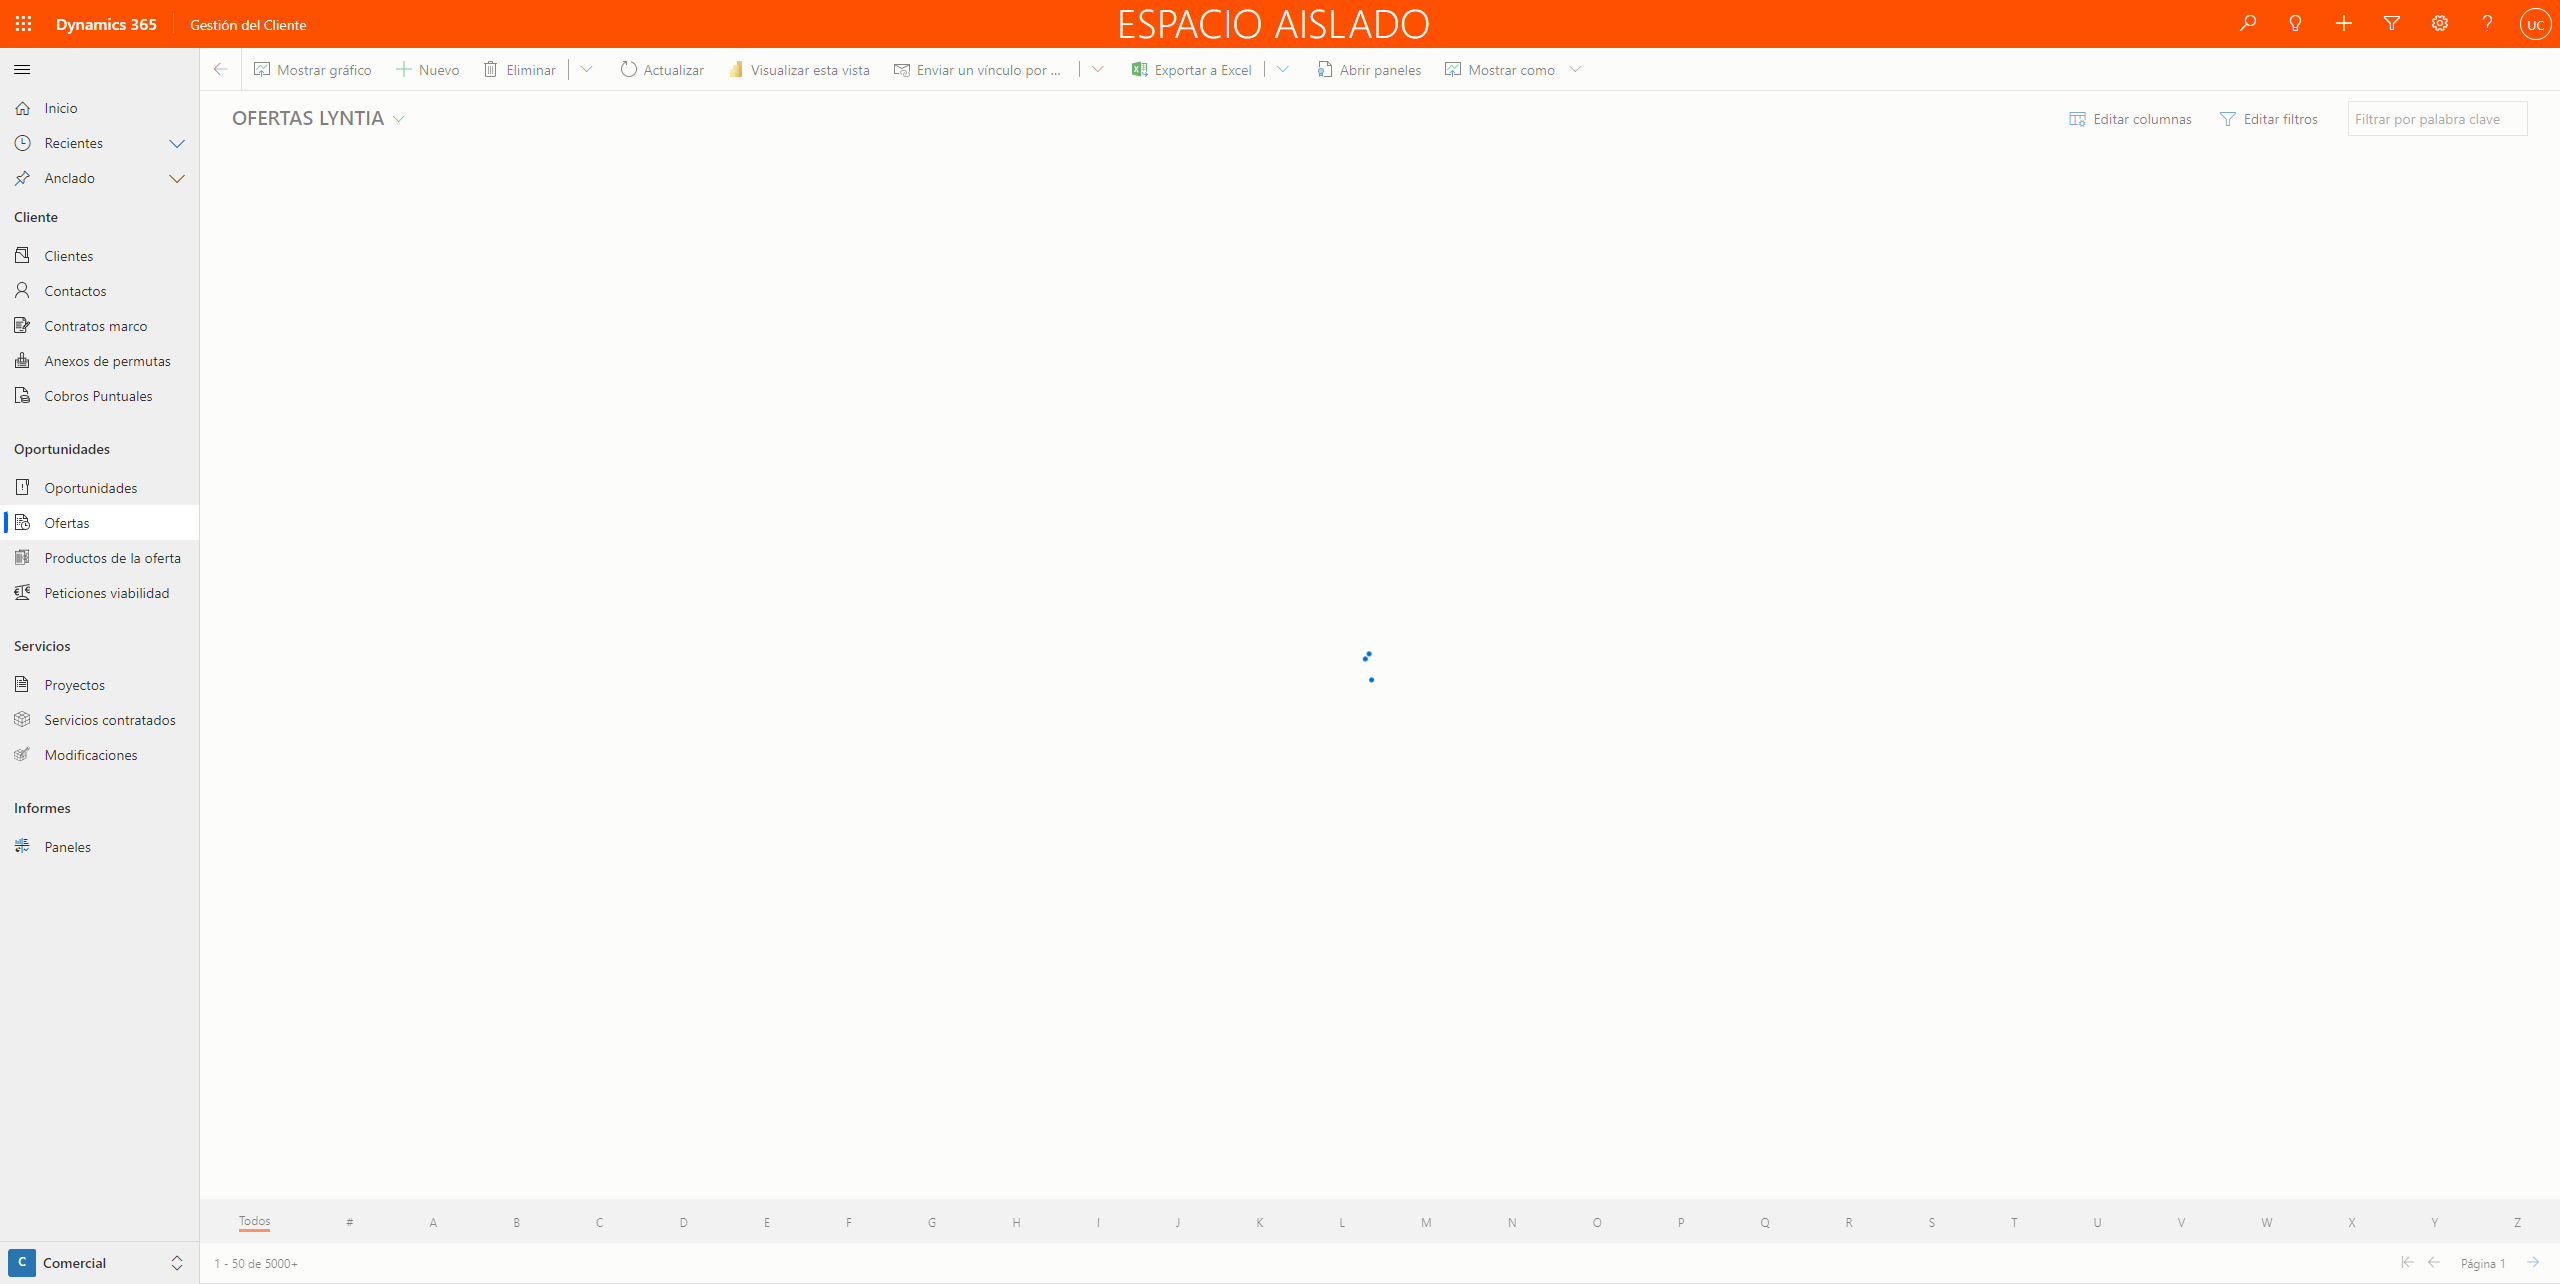 Dynamics 365 Gestión del Cliente ESPACIO AISLADO UC
Mostrar gráfico Nuevo Eliminar Actualizar Visualizar esta vista Enviar un vínculo por ... Exportar a Excel Abrir paneles Mostrar como
OFERTAS LYNTIA Editar columnas Editar filtros Filtrar por palabra clave
Inicio
Recientes
Anclado
Cliente
Clientes
Contactos
Contratos marco
Anexos de permutas
Cobros Puntuales
Oportunidades
Oportunidades
Ofertas
Productos de la oferta
Peticiones viabilidad
Servicios
Proyectos
Servicios contratados
Modificaciones
Informes
Paneles
Todos # A B C D E F G H I J K L M N O P Q R S T U V W X Y Z
C Comercial
1 - 50 de 5000+ Página 1